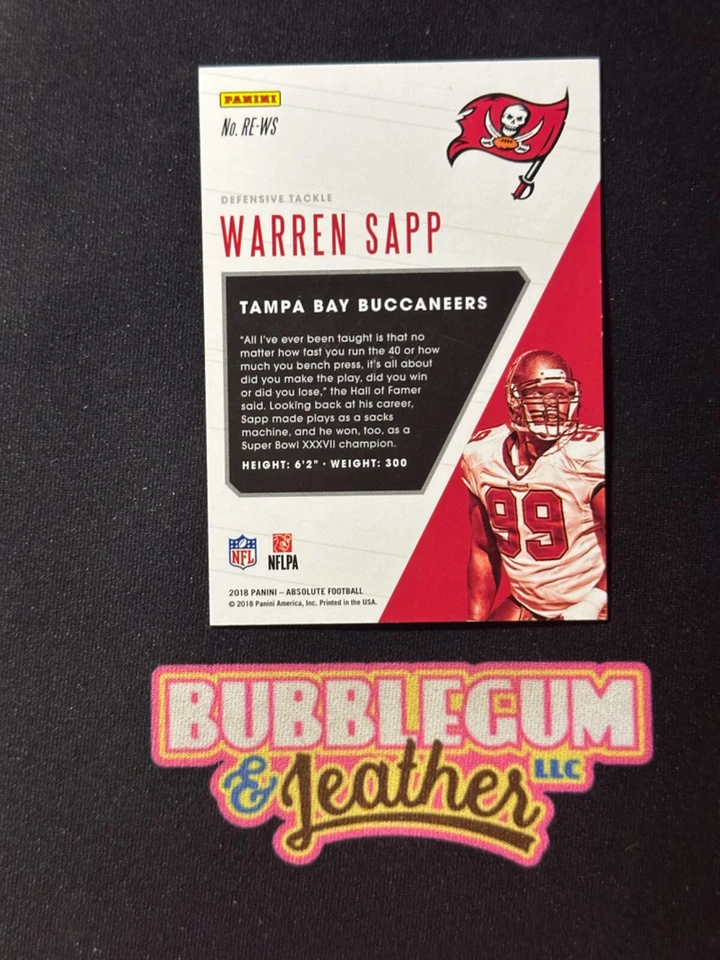 PANINI
No. RE-WS
DEFENSIVE TACKLE
WARREN SAPP
TAMPA BAY BUCCANEERS
"All I've ever been taught is that no
matter how fast you run the 40 or how
much you bench press, it's all about
did you make the play, did you win
or did you lose," the Hall of Famer
said. Looking back at his career,
Sapp made plays as a sacks
machine, and he won, too, as a
Super Bowl XXXVII champion.
HEIGHT: 6'2" · WEIGHT: 300
99
99
NFL
NFLPA
2018 PANINI – ABSOLUTE FOOTBALL
© 2018 Panini America, Inc. Printed in the USA.
BUBBLEGUM
& Leather LLC